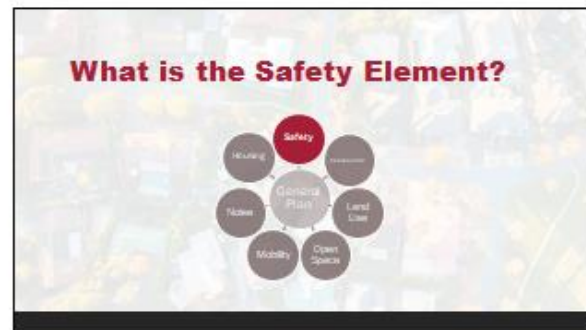 What is the Safety Element?
Safety
Housing
General
Plan
Noise
Land
Use
Mobility
Open
Space